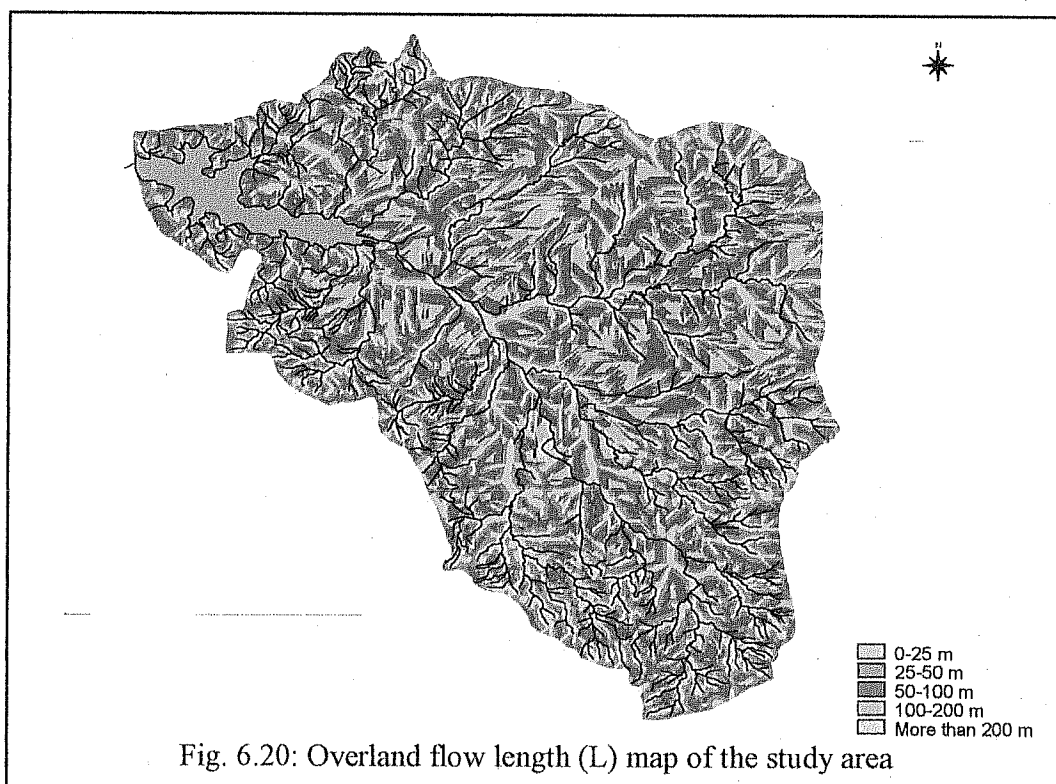 N
0-25 m
25-50 m
50-100 m
100-200 m
More than 200 m
Fig. 6.20: Overland flow length (L) map of the study area